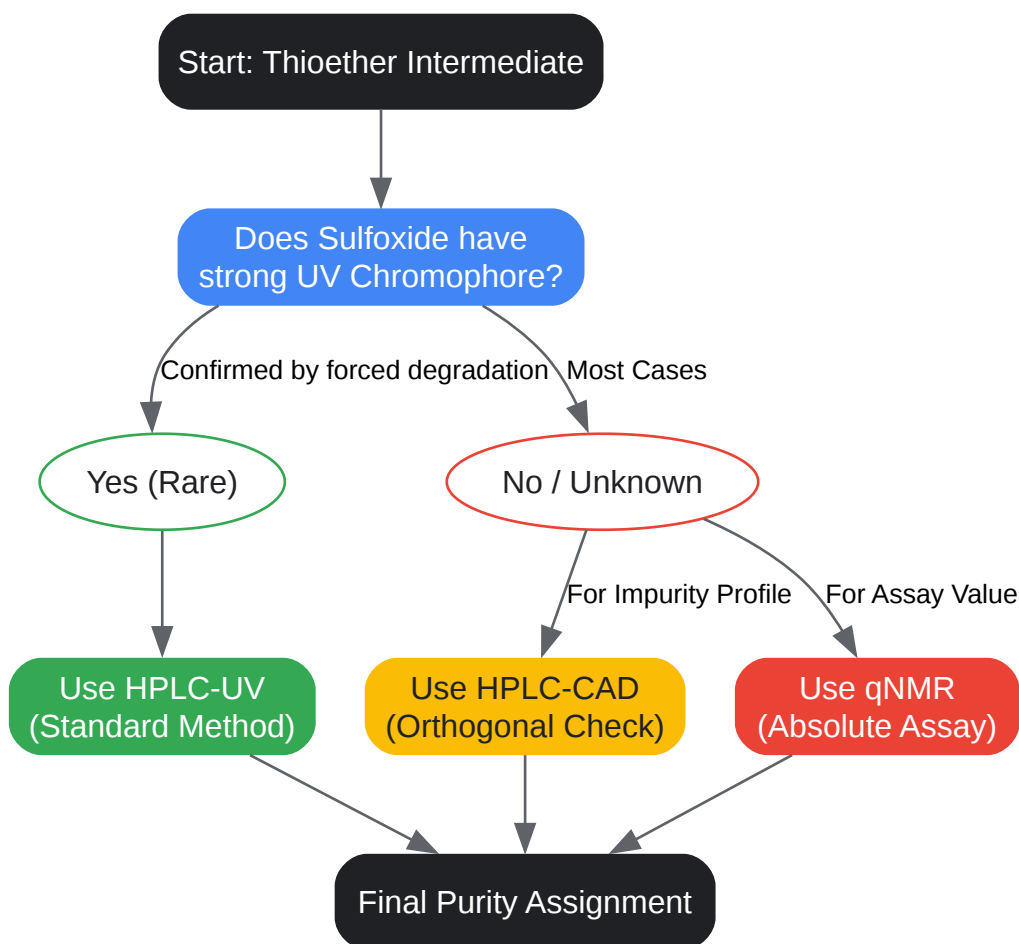 Start: Thioether Intermediate
Does Sulfoxide have
strong UV Chromophore?
Confirmed by forced degradation
Most Cases
Yes (Rare)
No / Unknown
For Impurity Profile
For Assay Value
Use HPLC-UV
(Standard Method)
Use HPLC-CAD
(Orthogonal Check)
Use qNMR
(Absolute Assay)
Final Purity Assignment